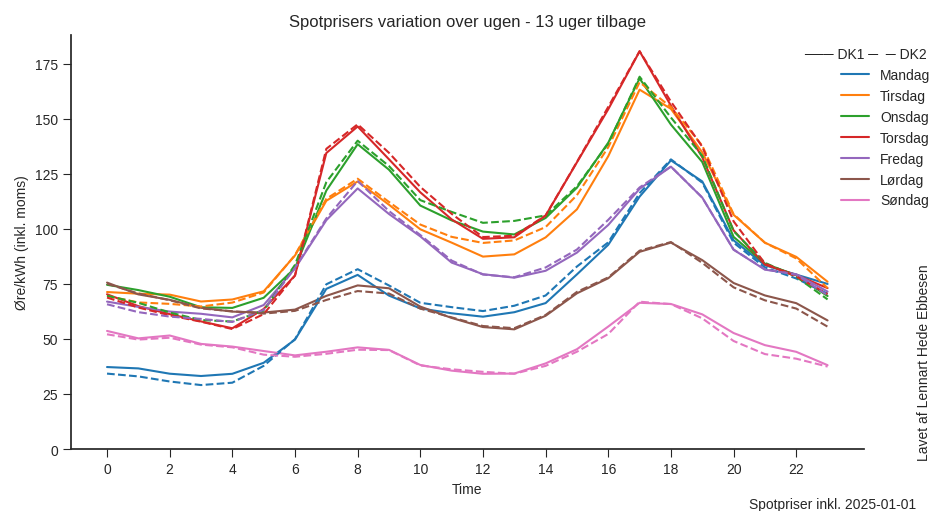 Spotprisers variation over ugen - 13 uger tilbage
DK1 DK2
Mandag
Tirsdag
Onsdag
Torsdag
Fredag
Lørdag
Søndag
Øre/kWh (inkl. moms)
175
150
125
100
75
50
25
0
0 2 4 6 8 10 12 14 16 18 20 22
Time
Lavet af Lennart Hede Ebbesen
Spotpriser inkl. 2025-01-01